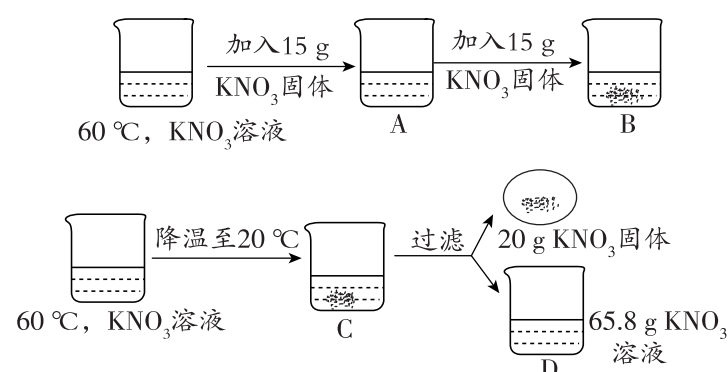 加入15 g
KNO₃固体
加入15 g
KNO₃固体
60 ℃，KNO₃溶液
A
B
降温至20 ℃
过滤
20 g KNO₃固体
60 ℃，KNO₃溶液
C
65.8 g KNO₃
溶液
D